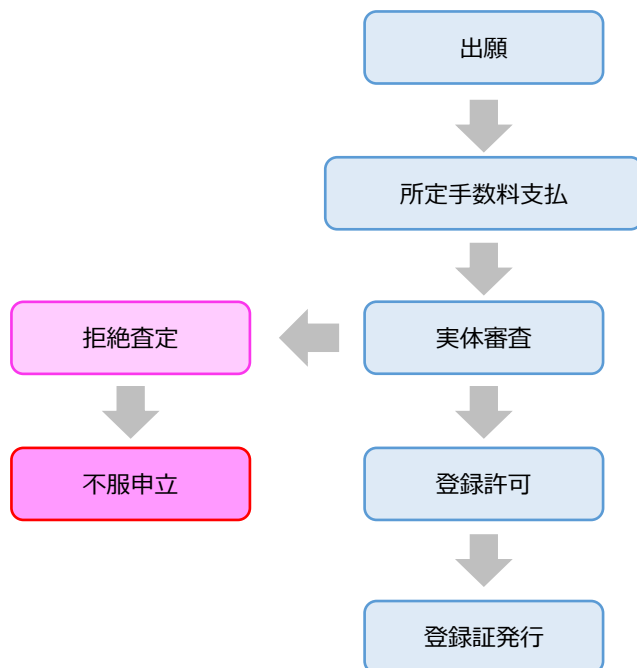 出願
所定手数料支払
拒絶査定
実体審査
不服申立
登録許可
登録証発行